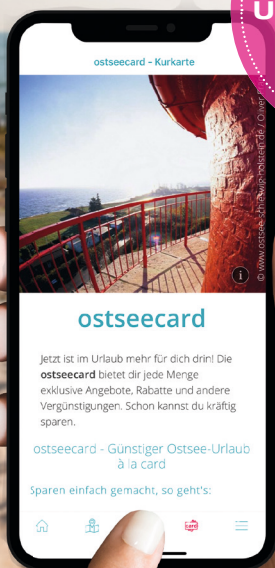 U
ostseecard - Kurkarte
© www.ostsee-schleswig-holstein.de / Oliver
i
ostseecard
Jetzt ist im Urlaub mehr für dich drin! Die
ostseecard bietet dir jede Menge
exklusive Angebote, Rabatte und andere
Vergünstigungen. Schon kannst du kräftig
sparen.
ostseecard - Günstiger Ostsee-Urlaub
à la card
Sparen einfach gemacht, so geht's:
card